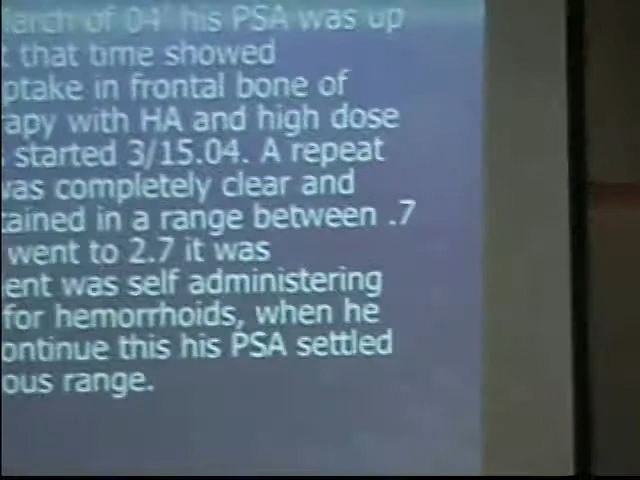 arch of 04' his PSA was up
t that time showed
ptake in frontal bone of
apy with HA and high dose
started 3/15.04. A repeat
was completely clear and
tained in a range between .7
went to 2.7 it was
ent was self administering
for hemorrhoids, when he
ontinue this his PSA settled
ous range.